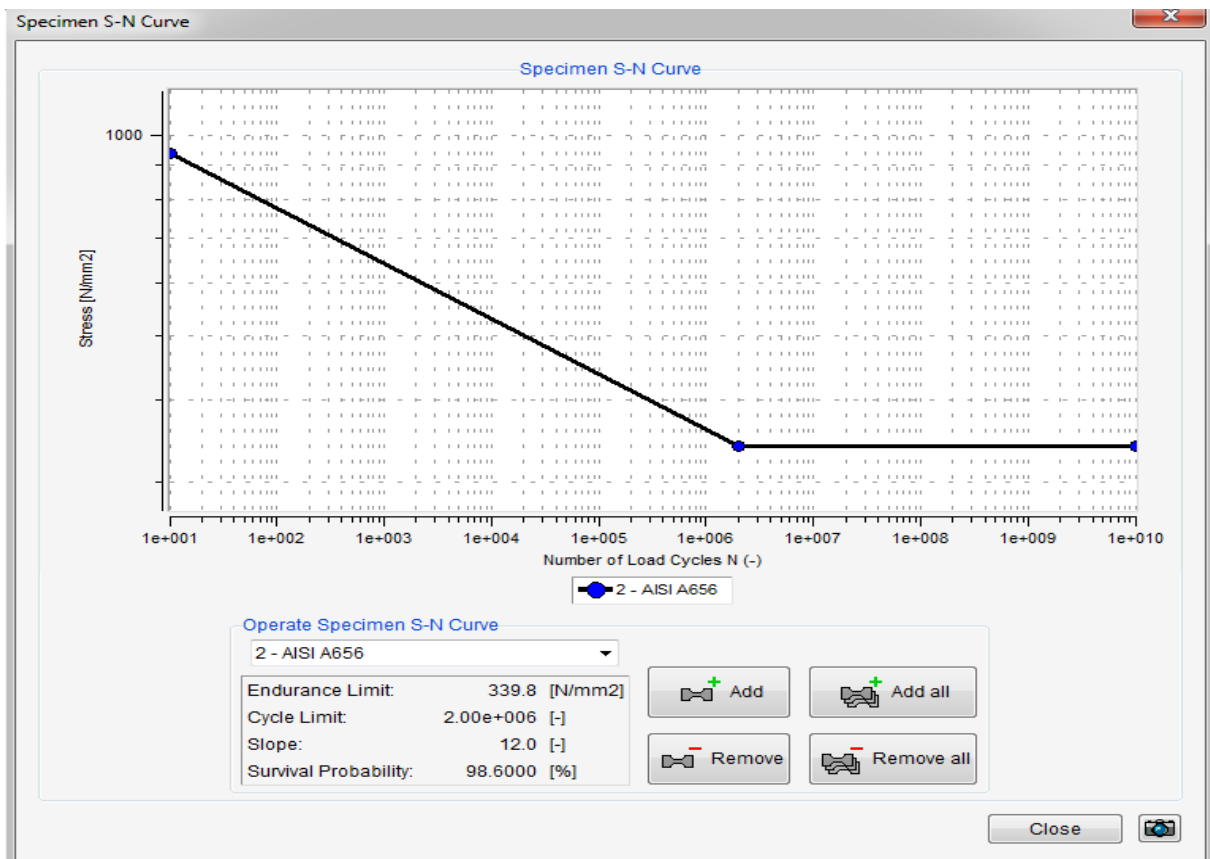 Specimen S-N Curve
x
Specimen S-N Curve
1000
Stress [N/mm2]
1e+001 1e+002 1e+003 1e+004 1e+005 1e+006 1e+007 1e+008 1e+009 1e+010
Number of Load Cycles N (-)
2 - AISI A656
Operate Specimen S-N Curve
2 - AISI A656
Endurance Limit: 339.8 [N/mm2]
Cycle Limit: 2.00e+006 [-]
Slope: 12.0 [-]
Survival Probability: 98.6000 [%]
Add
Add all
Remove
Remove all
Close